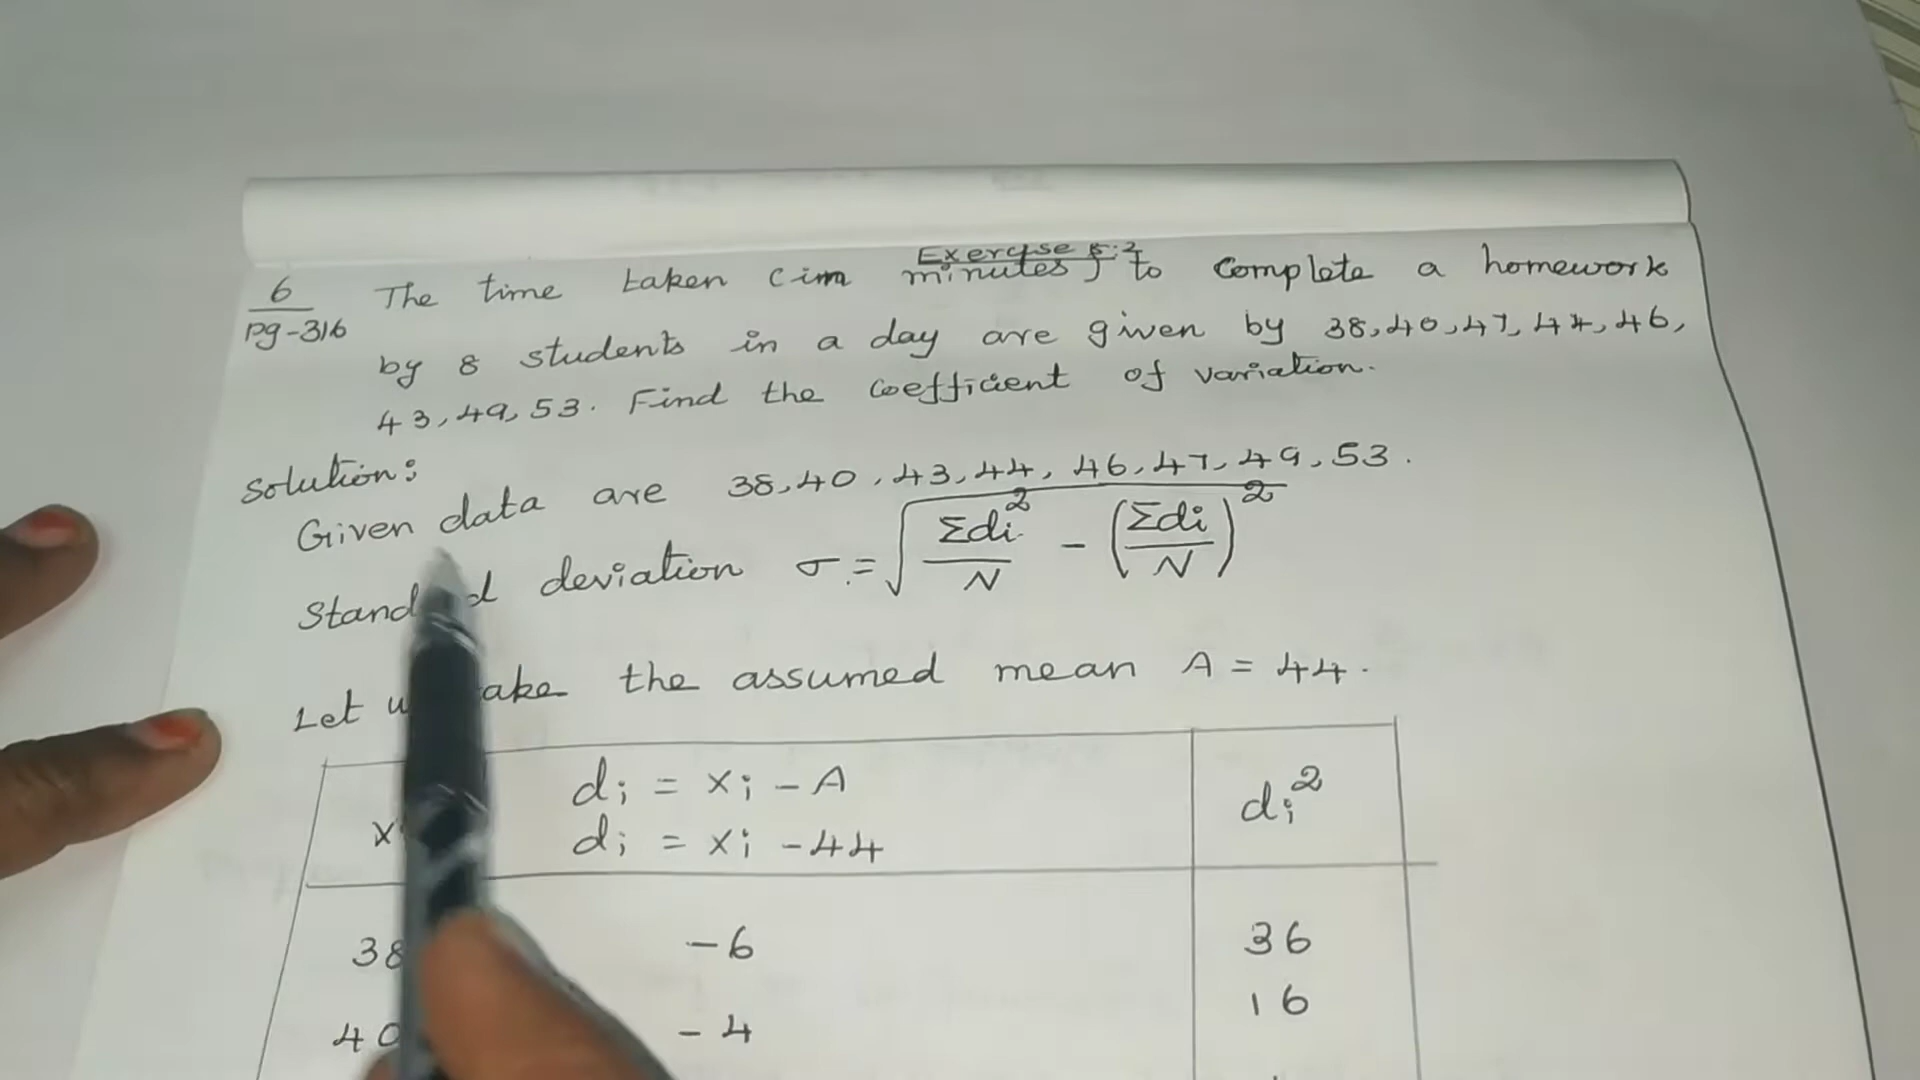 Exercise 5.2
6 The time taken (in minutes) to complete a homework
pg-316
by 8 students in a day are given by 38, 40, 47, 44, 46,
43, 49, 53. Find the coefficient of variation.
Solution:
Given data are 38, 40, 43, 44, 46, 47, 49, 53.
deviation σ = √(Σdi²/N - (Σdi/N)²)
Let the assumed mean A = 44.
di = xi - A
di = xi - 44 di²
38 -6 36
40 -4 16